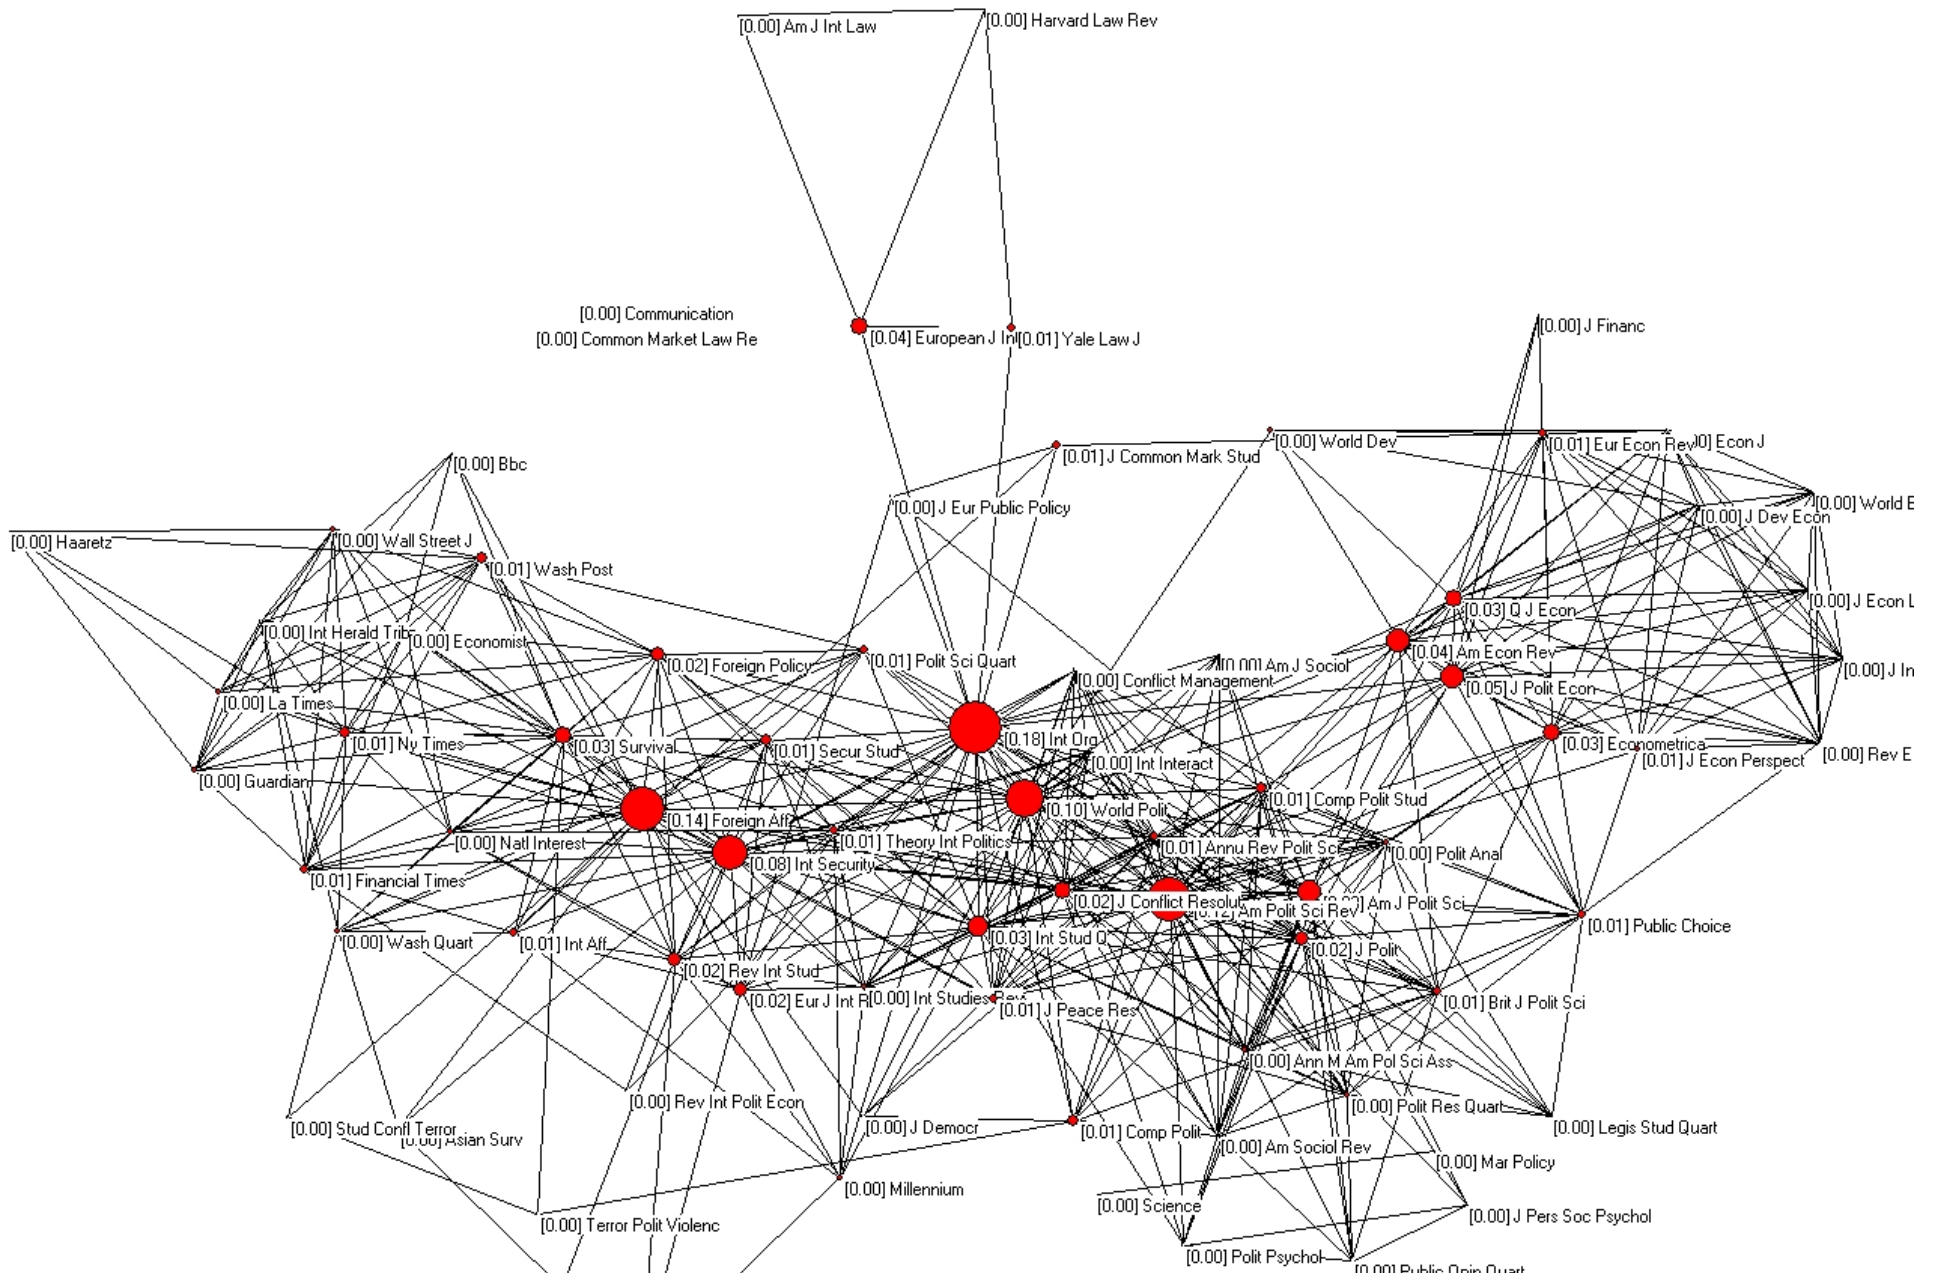 [0.00] Am J Int Law
[0.00] Harvard Law Rev
[0.00] Communication
[0.00] Common Market Law Re
[0.04] European J In
[0.01] Yale Law J
[0.00] J Financ
[0.00] World Dev
[0.01] Eur Econ Rev
0] Econ J
[0.01] J Common Mark Stud
[0.00] Bbc
[0.00] World E
[0.00] J Dev Econ
[0.00] J Eur Public Policy
[0.00] Haaretz
[0.00] Wall Street J
[0.01] Wash Post
[0.03] Q J Econ
[0.00] J Econ L
[0.00] Int Herald Trib
[0.00] Economist
[0.02] Foreign Policy
[0.01] Polit Sci Quart
[0.00] Am J Sociol
[0.04] Am Econ Rev
[0.00] J In
[0.00] Conflict Management
[0.05] J Polit Econ
[0.00] La Times
[0.01] Ny Times
[0.03] Survival
[0.01] Secur Stud
[0.18] Int Org
[0.03] Econometrica
[0.01] J Econ Perspect
[0.00] Rev E
[0.00] Int Interact
[0.00] Guardian
[0.01] Comp Polit Stud
[0.10] World Polit
[0.14] Foreign Aff
[0.00] Natl Interest
[0.01] Theory Int Politics
[0.01] Annu Rev Polit Sci
[0.00] Polit Anal
[0.08] Int Security
[0.01] Financial Times
[0.02] J Conflict Resolut
[0.12] Am Polit Sci Rev
Am J Polit Sci
[0.01] Public Choice
[0.03] Int Stud Q
[0.00] Wash Quart
[0.01] Int Aff
[0.02] J Polit
[0.02] Rev Int Stud
[0.02] Eur J Int R
[0.00] Int Studies Rev
[0.01] J Peace Res
[0.01] Brit J Polit Sci
[0.00] Ann M Am Pol Sci Ass
[0.00] Rev Int Polit Econ
[0.00] Polit Res Quart
[0.00] Stud Confl Terror
[0.00] Asian Surv
[0.00] J Democr
[0.01] Comp Polit
[0.00] Legis Stud Quart
[0.00] Am Sociol Rev
[0.00] Mar Policy
[0.00] Millennium
[0.00] Science
[0.00] J Pers Soc Psychol
[0.00] Terror Polit Violenc
[0.00] Polit Psychol
[0.00] Public Opin Quart